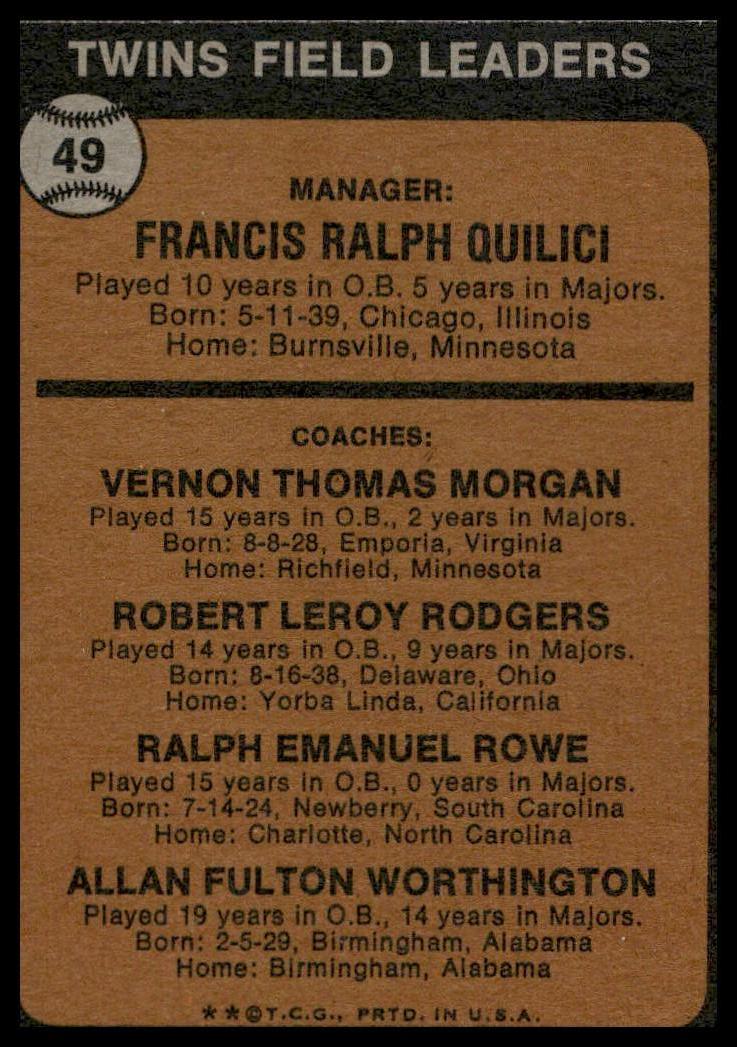 TWINS FIELD LEADERS
49
MANAGER:
FRANCIS RALPH QUILICI
Played 10 years in O.B. 5 years in Majors.
Born: 5-11-39, Chicago, Illinois
Home: Burnsville, Minnesota
COACHES:
VERNON THOMAS MORGAN
Played 15 years in O.B., 2 years in Majors.
Born: 8-8-28, Emporia, Virginia
Home: Richfield, Minnesota
ROBERT LEROY RODGERS
Played 14 years in O.B., 9 years in Majors.
Born: 8-16-38, Delaware, Ohio
Home: Yorba Linda, California
RALPH EMANUEL ROWE
Played 15 years in O.B., 0 years in Majors.
Born: 7-14-24, Newberry, South Carolina
Home: Charlotte, North Carolina
ALLAN FULTON WORTHINGTON
Played 19 years in O.B., 14 years in Majors.
Born: 2-5-29, Birmingham, Alabama
Home: Birmingham, Alabama
**©T.C.G., PRTD. IN U.S.A.